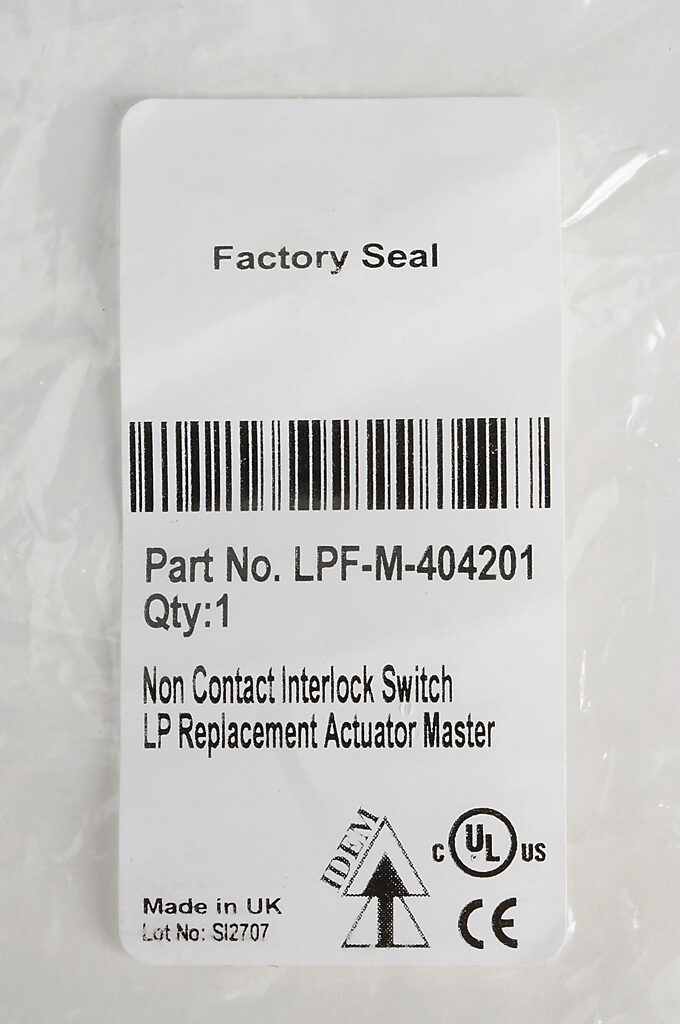 Factory Seal
Part No. LPF-M-404201
Qty:1
Non Contact Interlock Switch
LP Replacement Actuator Master
IDEM
C UL US
Made in UK
Lot No: SI2707
CE